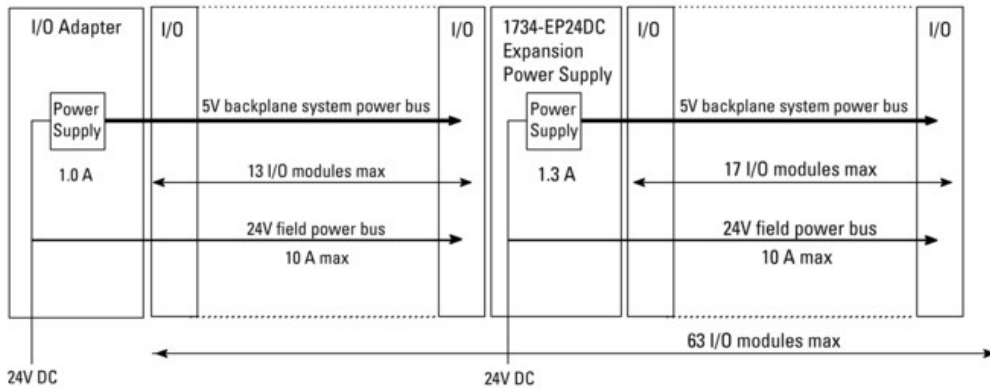 I/O Adapter
I/O
I/O
1734-EP24DC
Expansion
Power Supply
I/O
I/O
Power
Supply
5V backplane system power bus
Power
Supply
5V backplane system power bus
1.0 A
13 I/O modules max
1.3 A
17 I/O modules max
24V field power bus
10 A max
24V field power bus
10 A max
63 I/O modules max
24V DC
24V DC